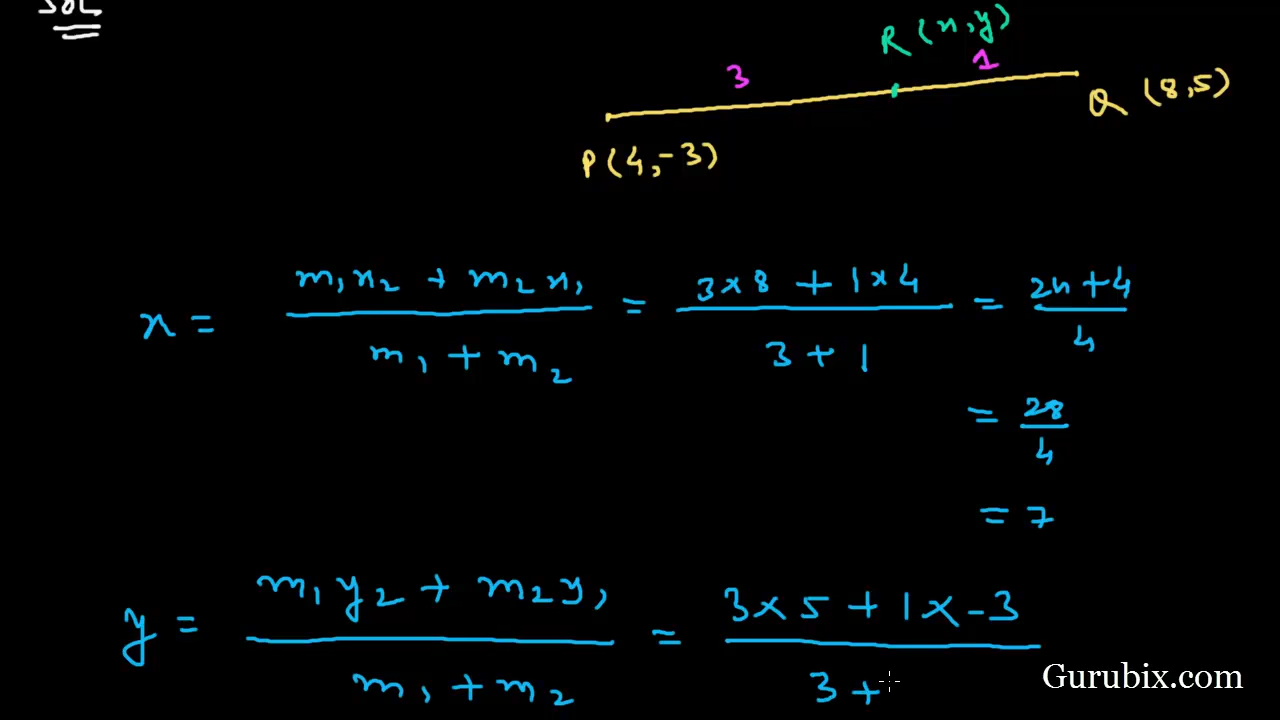 SOL
R (x,y)
3
1
Q (8,5)
P(4,-3)
x = m₁x₂ + m₂x₁ / m₁ + m₂ = 3×8 + 1×4 / 3 + 1 = 24+4 / 4
= 28 / 4
= 7
y = m₁y₂ + m₂y₁ / m₁ + m₂ = 3×5 + 1×-3 / 3 +
Gurubix.com